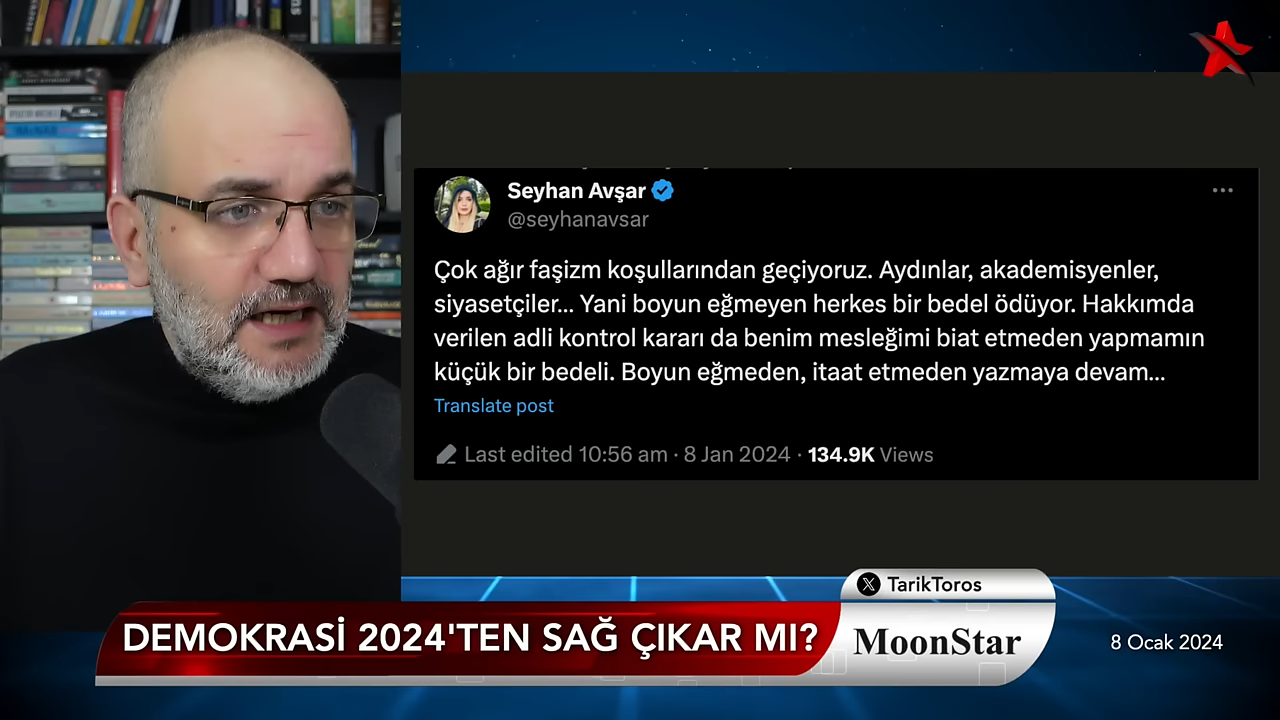 Seyhan Avşar
@seyhanavsar
Çok ağır faşizm koşullarından geçiyoruz. Aydınlar, akademisyenler,
siyasetçiler... Yani boyun eğmeyen herkes bir bedel ödüyor. Hakkımda
verilen adli kontrol kararı da benim mesleğimi biat etmeden yapmamın
küçük bir bedeli. Boyun eğmeden, itaat etmeden yazmaya devam...
Translate post
Last edited 10:56 am · 8 Jan 2024 · 134.9K Views
TarikToros
DEMOKRASİ 2024'TEN SAĞ ÇIKAR MI?
MoonStar
8 Ocak 2024